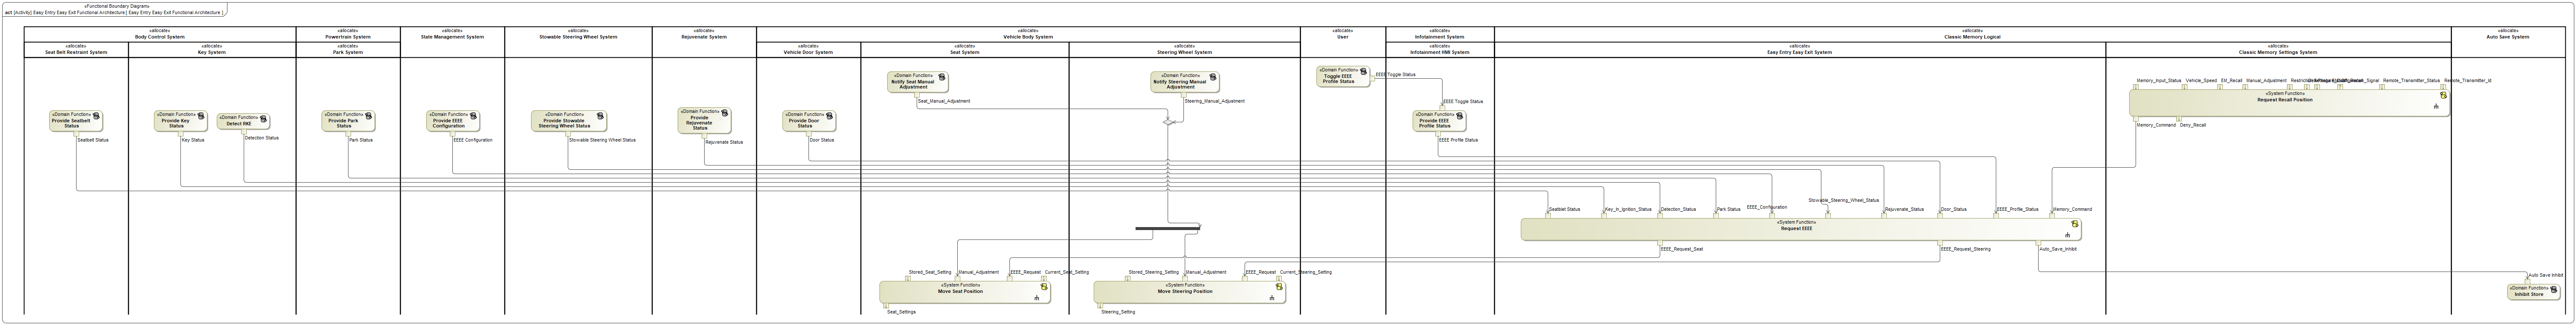 «Functional Boundary Diagram»
act [Activity] Easy Entry Easy Exit Functional Architecture[ Easy Entry Easy Exit Functional Architecture ]
«allocate»
Body Control System
«allocate»
Powertrain System
«allocate»
State Management System
«allocate»
Stowable Steering Wheel System
«allocate»
Rejuvenate System
«allocate»
Vehicle Body System
«allocate»
User
«allocate»
Infotainment System
«allocate»
Classic Memory Logical
«allocate»
Auto Save System
«allocate»
Seat Belt Restraint System
«allocate»
Key System
«allocate»
Park System
«allocate»
Vehicle Door System
«allocate»
Seat System
«allocate»
Steering Wheel System
«allocate»
Infotainment HMI System
«allocate»
Easy Entry Easy Exit System
«allocate»
Classic Memory Settings System
«Domain Function»
Notify Seat Manual
Adjustment
Seat_Manual_Adjustment
«Domain Function»
Notify Steering Manual
Adjustment
Steering_Manual_Adjustment
«Domain Function»
Toggle EEEE
Profile Status
EEEE Toggle Status
EEEE Toggle Status
Memory_Input_Status
Vehicle_Speed
EM_Recall
Manual_Adjustment
Remote_Transmitter_Status
Remote_Transmitter_Id
«System Function»
Request Recall Position
Memory_Command
Deny_Recall
«Domain Function»
Provide Seatbelt
Status
Seatbelt Status
«Domain Function»
Provide Key
Status
Key Status
«Domain Function»
Detect RKE
Detection Status
«Domain Function»
Provide Park
Status
Park Status
«Domain Function»
Provide EEEE
Configuration
EEEE Configuration
«Domain Function»
Provide Stowable
Steering Wheel Status
Stowable Steering Wheel Status
«Domain Function»
Provide
Rejuvenate
Status
Rejuvenate Status
«Domain Function»
Provide Door
Status
Door Status
«Domain Function»
Provide EEEE
Profile Status
EEEE Profile Status
Seatblet Status
Key_In_Ignition_Status
Detection_Status
Park Status
EEEE_Configuration
Stowable_Steering_Wheel_Status
Rejuvenate_Status
Door_Status
EEEE_Profile_Status
Memory_Command
«System Function»
Request EEEE
EEEE_Request_Seat
EEEE_Request_Steering
Auto_Save_Inhibit
Stored_Seat_Setting
Manual_Adjustment
EEEE_Request
Current_Seat_Setting
«System Function»
Move Seat Position
Seat_Settings
Stored_Steering_Setting
Manual_Adjustment
EEEE_Request
Current_Steering_Setting
«System Function»
Move Steering Position
Steering_Setting
Auto Save Inhibit
«Domain Function»
Inhibit Store